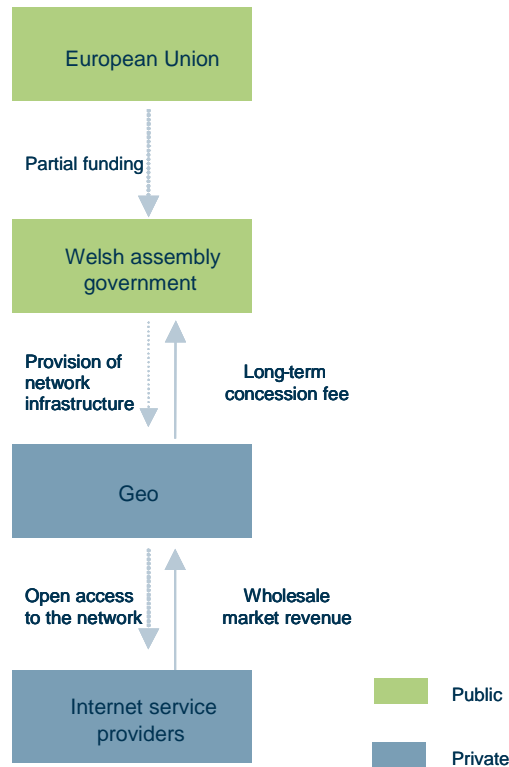 European Union
Partial funding
Welsh assembly
government
Provision of
network
infrastructure
Long-term
concession fee
Geo
Open access
to the network
Wholesale
market revenue
Internet service
providers
Public
Private